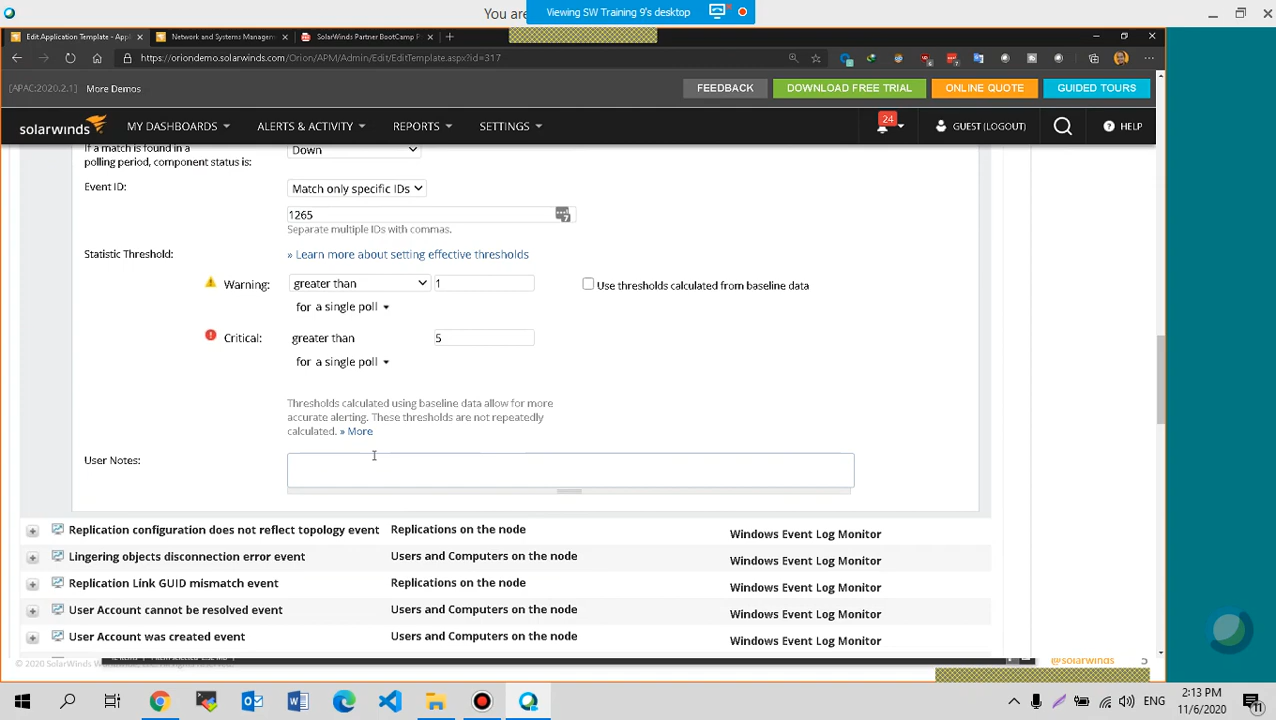 You are
Viewing SW Training 9's desktop
Edit Application Template - Appl
Network and Systems Managem
SolarWinds Partner BootCamp P
https://oriondemo.solarwinds.com/Orion/APM/Admin/Edit/EditTemplate.aspx?id=317
[APAC:2020.2.1] More Demos
FEEDBACK
DOWNLOAD FREE TRIAL
ONLINE QUOTE
GUIDED TOURS
solarwinds
MY DASHBOARDS
ALERTS & ACTIVITY
REPORTS
SETTINGS
24
GUEST (LOGOUT)
HELP
If a match is found in a
polling period, component status is:
Down
Event ID:
Match only specific IDs
1265
Separate multiple IDs with commas.
Statistic Threshold:
» Learn more about setting effective thresholds
Warning:
greater than
1
Use thresholds calculated from baseline data
for a single poll
Critical:
greater than
5
for a single poll
Thresholds calculated using baseline data allow for more
accurate alerting. These thresholds are not repeatedly
calculated. » More
User Notes:
Replication configuration does not reflect topology event Replications on the node Windows Event Log Monitor
Lingering objects disconnection error event Users and Computers on the node Windows Event Log Monitor
Replication Link GUID mismatch event Replications on the node Windows Event Log Monitor
User Account cannot be resolved event Users and Computers on the node Windows Event Log Monitor
User Account was created event Users and Computers on the node Windows Event Log Monitor
© 2020 SolarWinds
@solarwinds
ENG
2:13 PM
11/6/2020